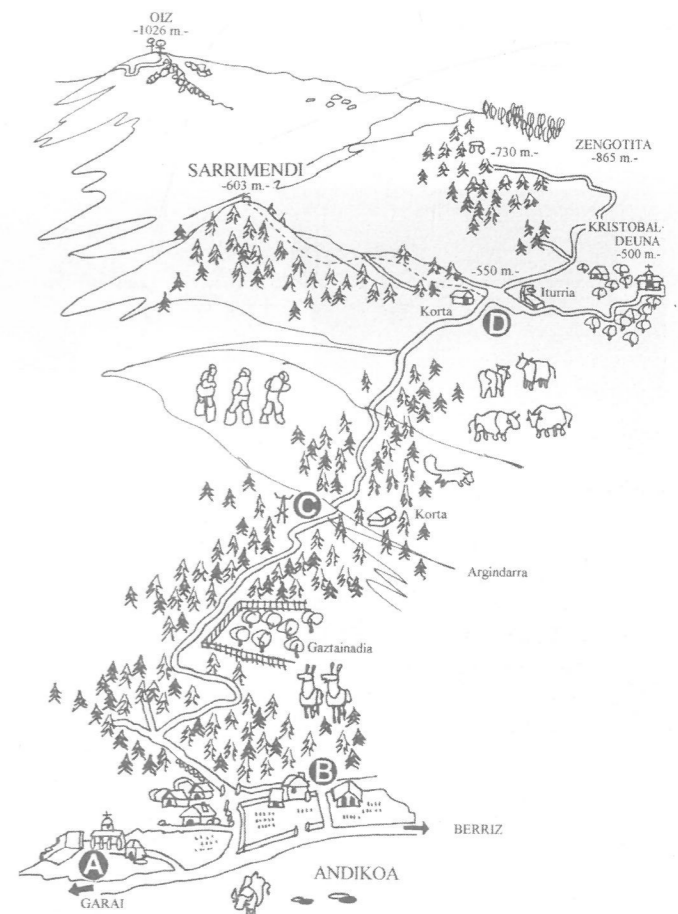 OIZ
-1026 m.-
ZENGOTITA
-865 m.-
-730 m.-
SARRIMENDI
-603 m.-
KRISTOBAL-
DEUNA
-500 m.-
-550 m.-
Iturria
Korta
D
C
Korta
Argindarra
Gaztainadia
B
BERRIZ
A
ANDIKOA
GARAI